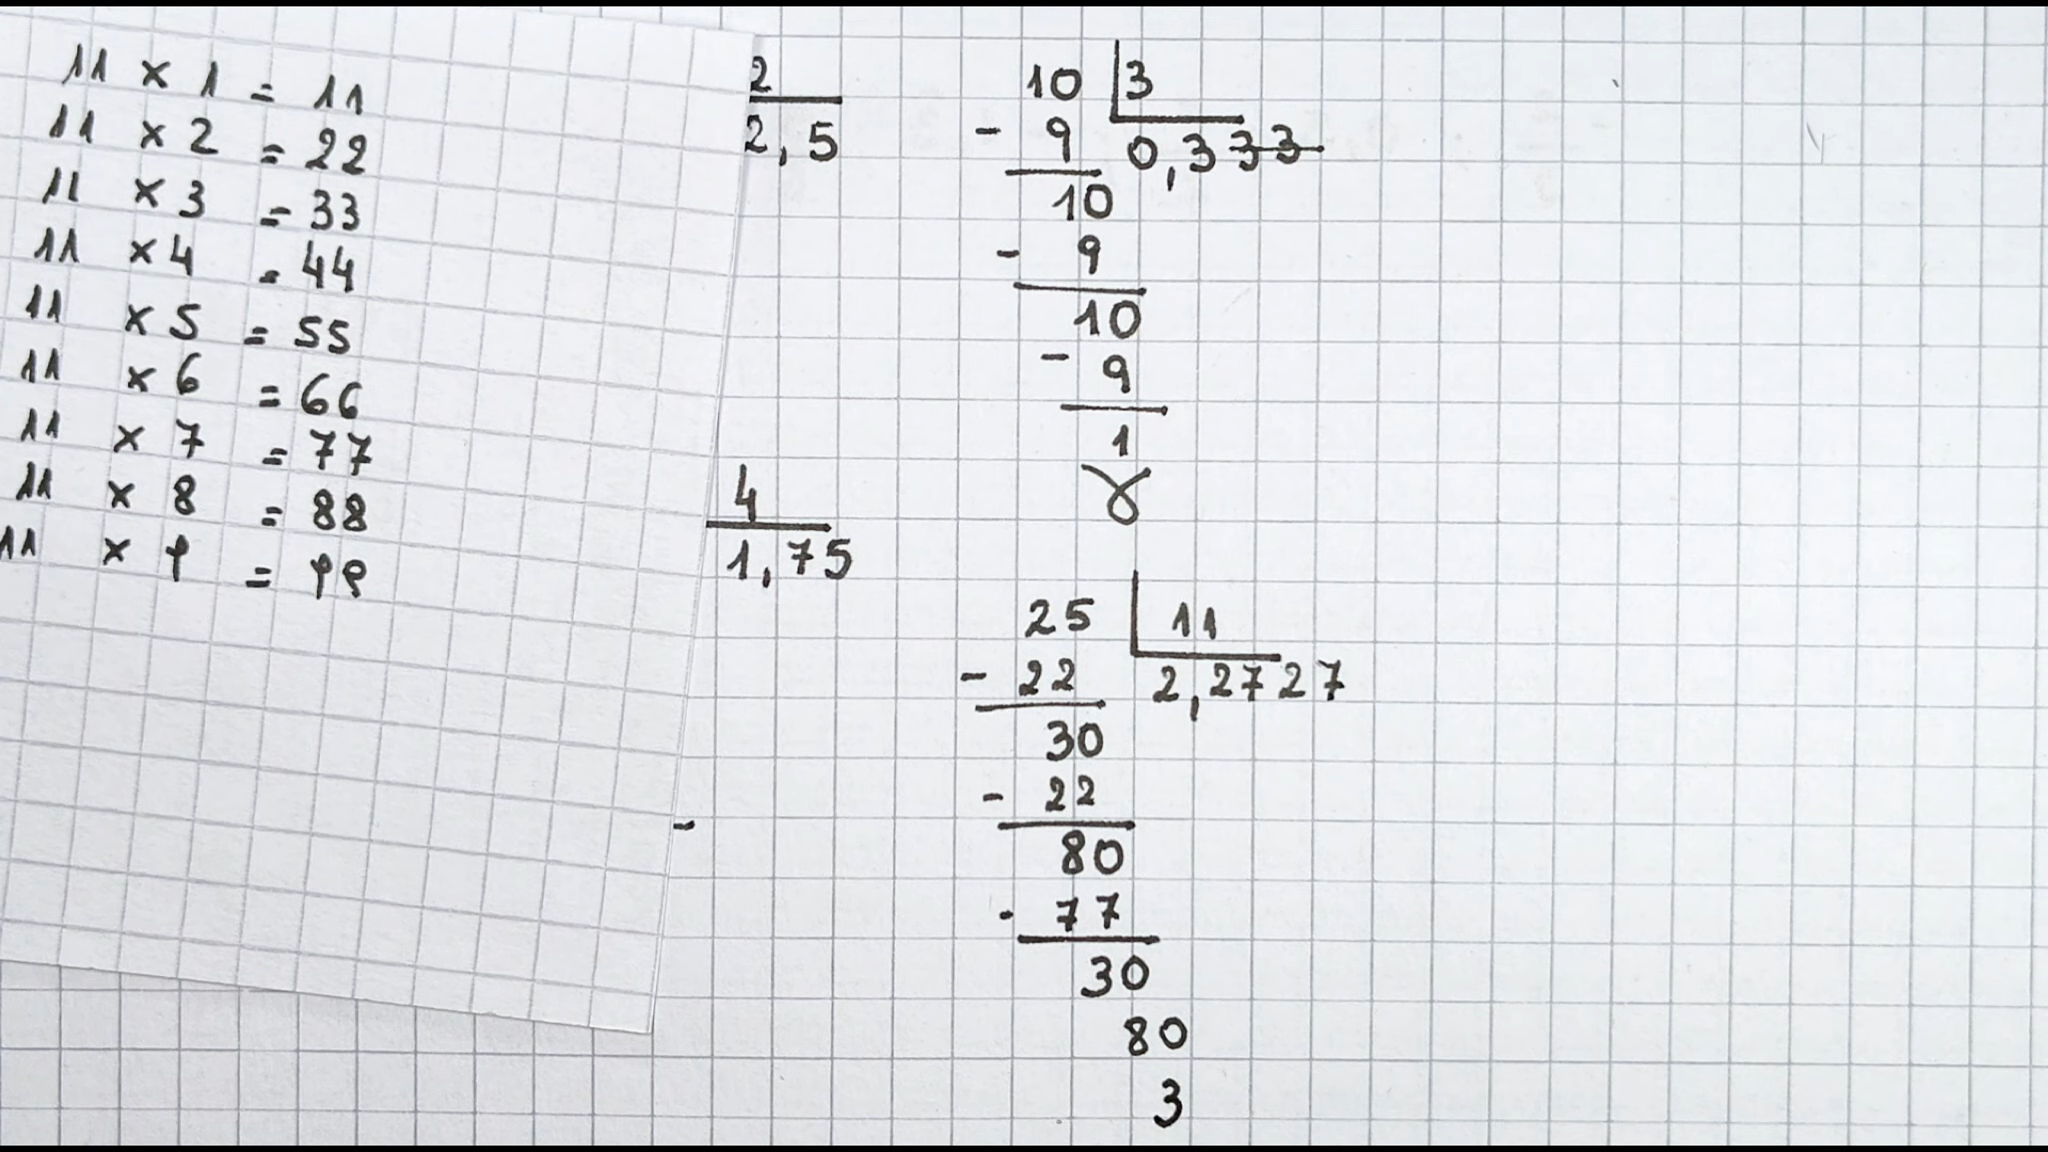 11 × 1 = 11
11 × 2 = 22
11 × 3 = 33
11 × 4 = 44
11 × 5 = 55
11 × 6 = 66
11 × 7 = 77
11 × 8 = 88
11 × 9 = 99
2
2,5
4
1,75
-
10 3
- 9 0,333
10
- 9
10
- 9
1
25 11
- 22 2,2727
30
- 22
80
- 77
30
80
3